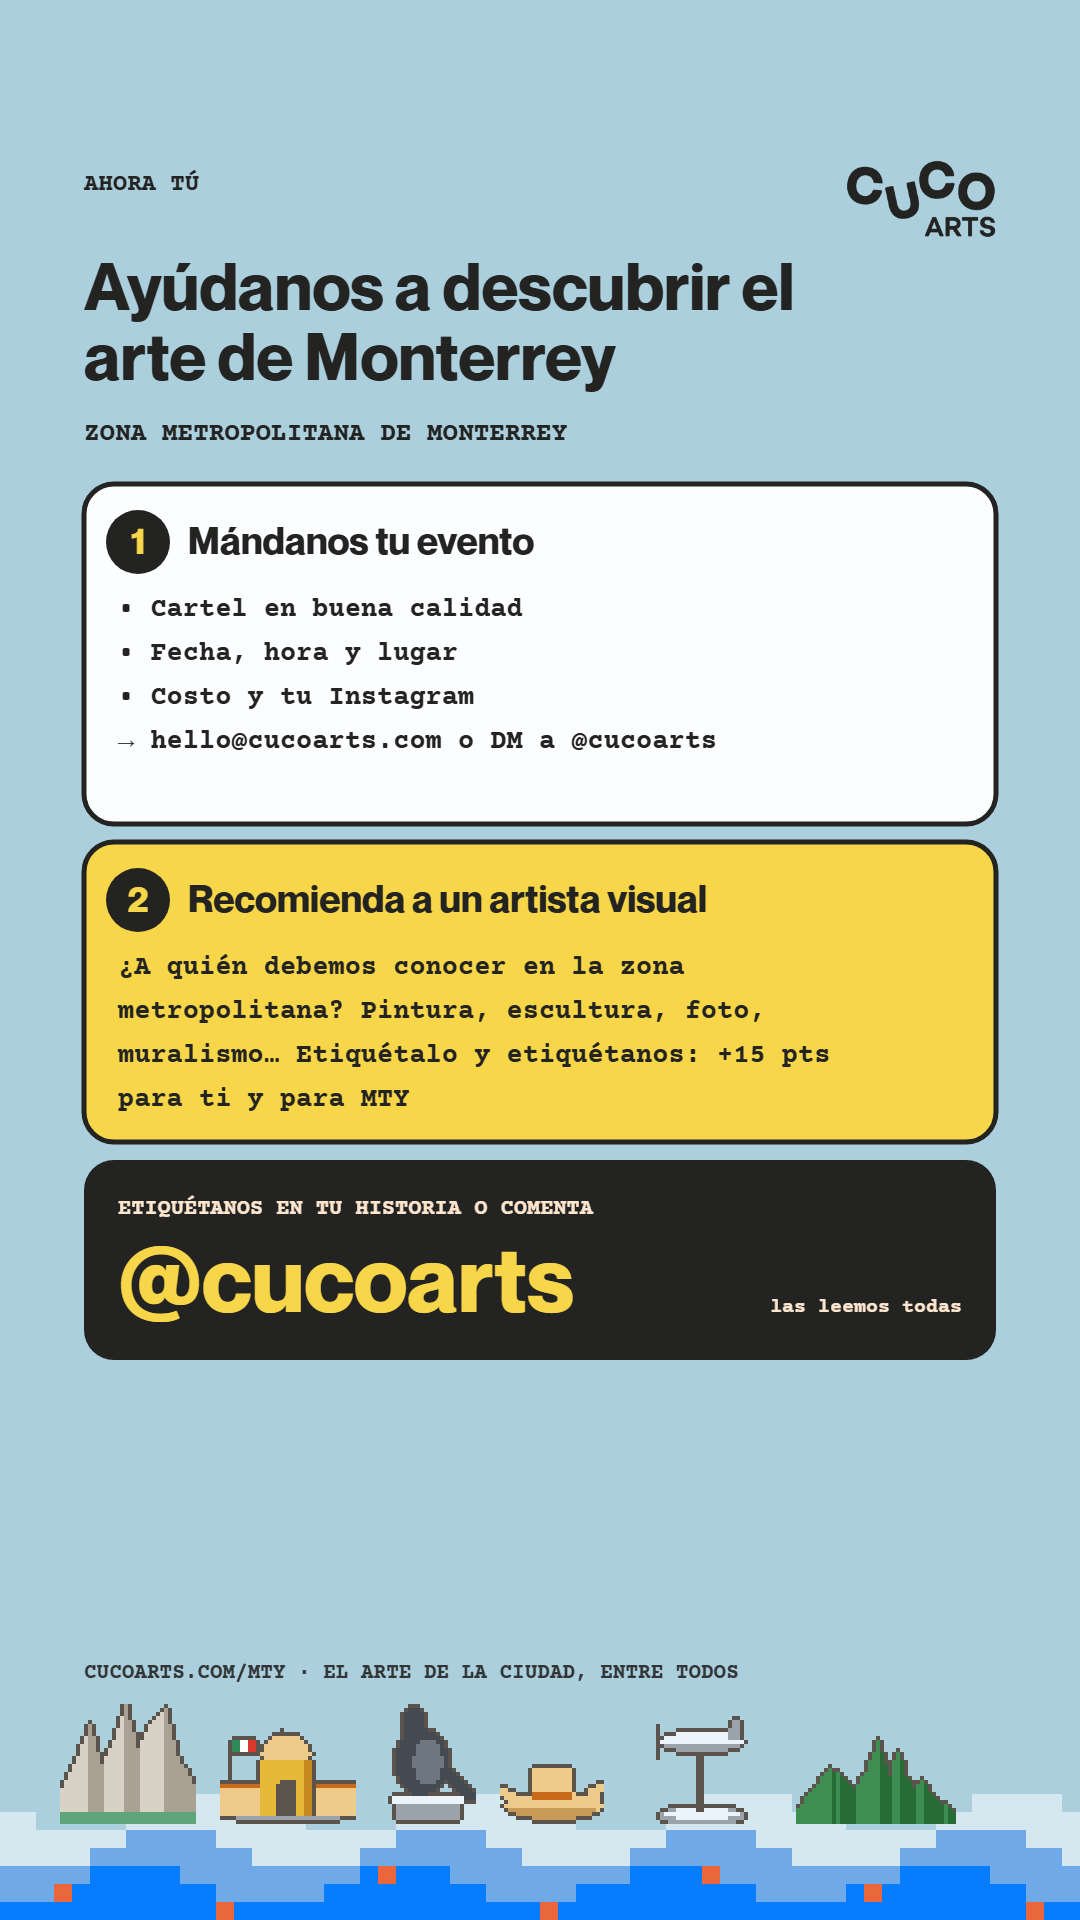 AHORA TÚ
CUCO
ARTS
Ayúdanos a descubrir el
arte de Monterrey
ZONA METROPOLITANA DE MONTERREY
1 Mándanos tu evento
▪ Cartel en buena calidad
▪ Fecha, hora y lugar
▪ Costo y tu Instagram
→ hello@cucoarts.com o DM a @cucoarts
2 Recomienda a un artista visual
¿A quién debemos conocer en la zona
metropolitana? Pintura, escultura, foto,
muralismo… Etiquétalo y etiquétanos: +15 pts
para ti y para MTY
ETIQUÉTANOS EN TU HISTORIA O COMENTA
@cucoarts
las leemos todas
CUCOARTS.COM/MTY · EL ARTE DE LA CIUDAD, ENTRE TODOS